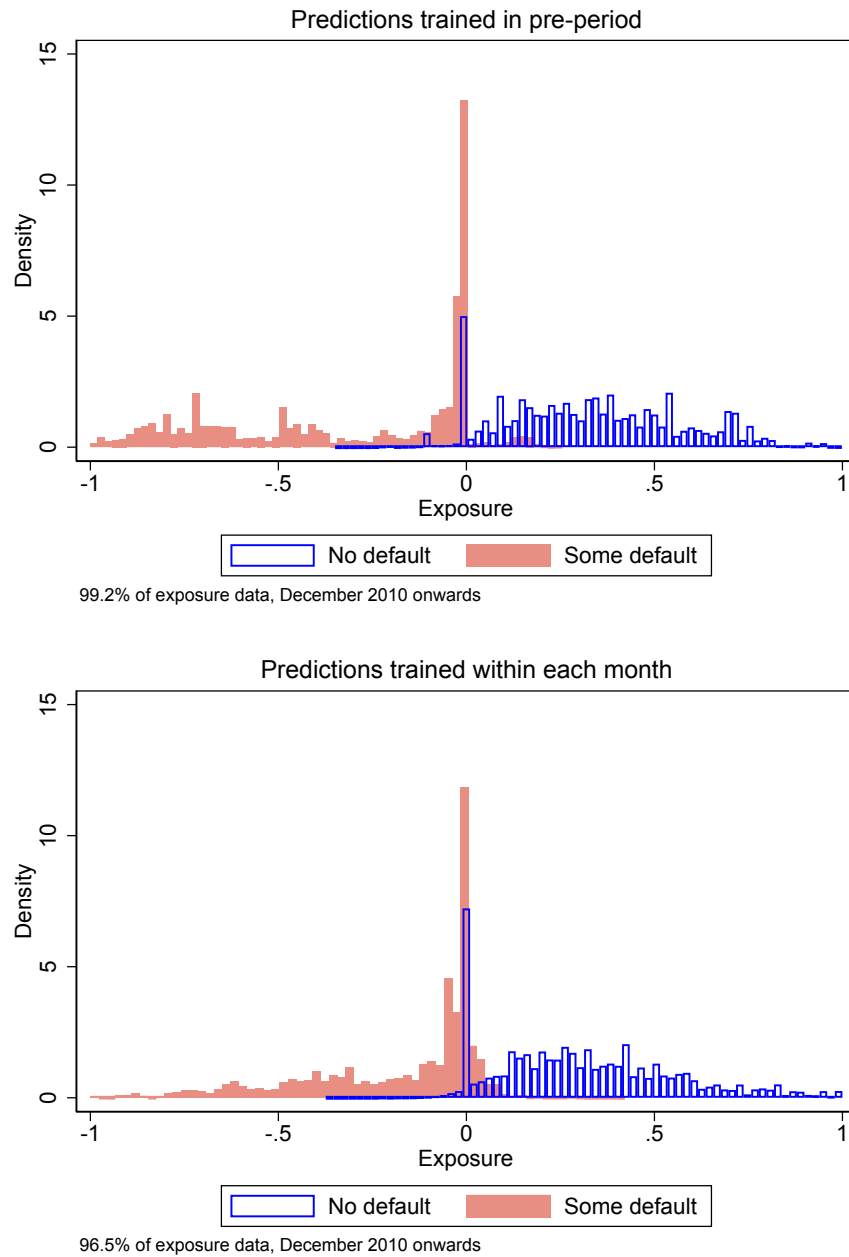 Predictions trained in pre-period
15
10
5
0
Density
-1
-.5
0
.5
1
Exposure
No default
Some default
99.2% of exposure data, December 2010 onwards
Predictions trained within each month
15
10
5
0
Density
-1
-.5
0
.5
1
Exposure
No default
Some default
96.5% of exposure data, December 2010 onwards